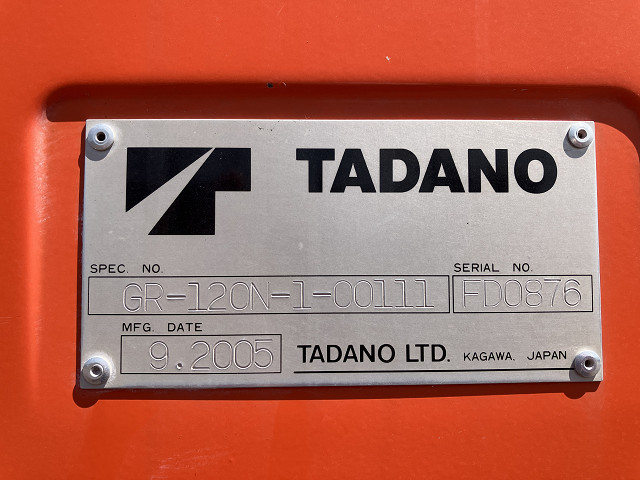 TADANO
SPEC. NO.
SERIAL NO.
GR-120N-1-00111
FD0876
MFG. DATE
9.2005
TADANO LTD. KAGAWA, JAPAN